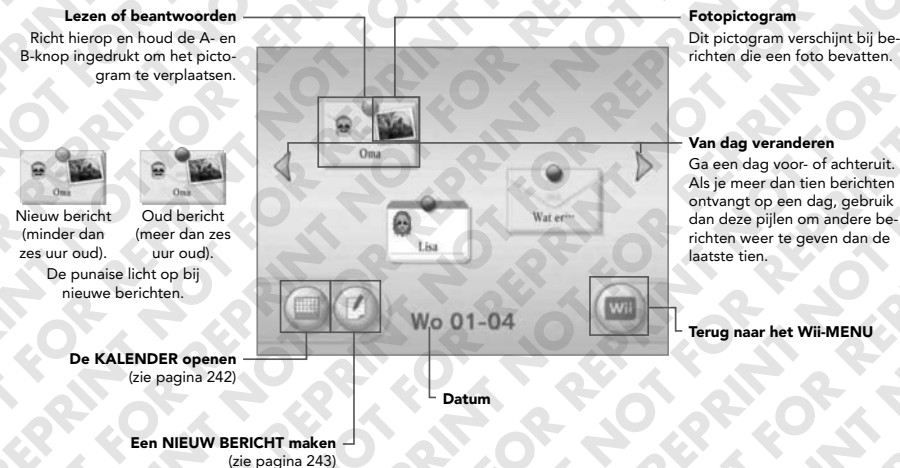 Lezen of beantwoorden
Richt hierop en houd de A- en
B-knop ingedrukt om het picto-
gram te verplaatsen.
Fotopictogram
Dit pictogram verschijnt bij be-
richten die een foto bevatten.
Oma
Van dag veranderen
Ga een dag voor- of achteruit.
Als je meer dan tien berichten
ontvangt op een dag, gebruik
dan deze pijlen om andere be-
richten weer te geven dan de
laatste tien.
Oma
Oma
Nieuw bericht
(minder dan
zes uur oud).
Oud bericht
(meer dan zes
uur oud).
De punaise licht op bij
nieuwe berichten.
Lisa
Wat er...
Wii
Wo 01-04
Terug naar het Wii-MENU
De KALENDER openen
(zie pagina 242)
Datum
Een NIEUW BERICHT maken
(zie pagina 243)
NOT FOR REPRINT